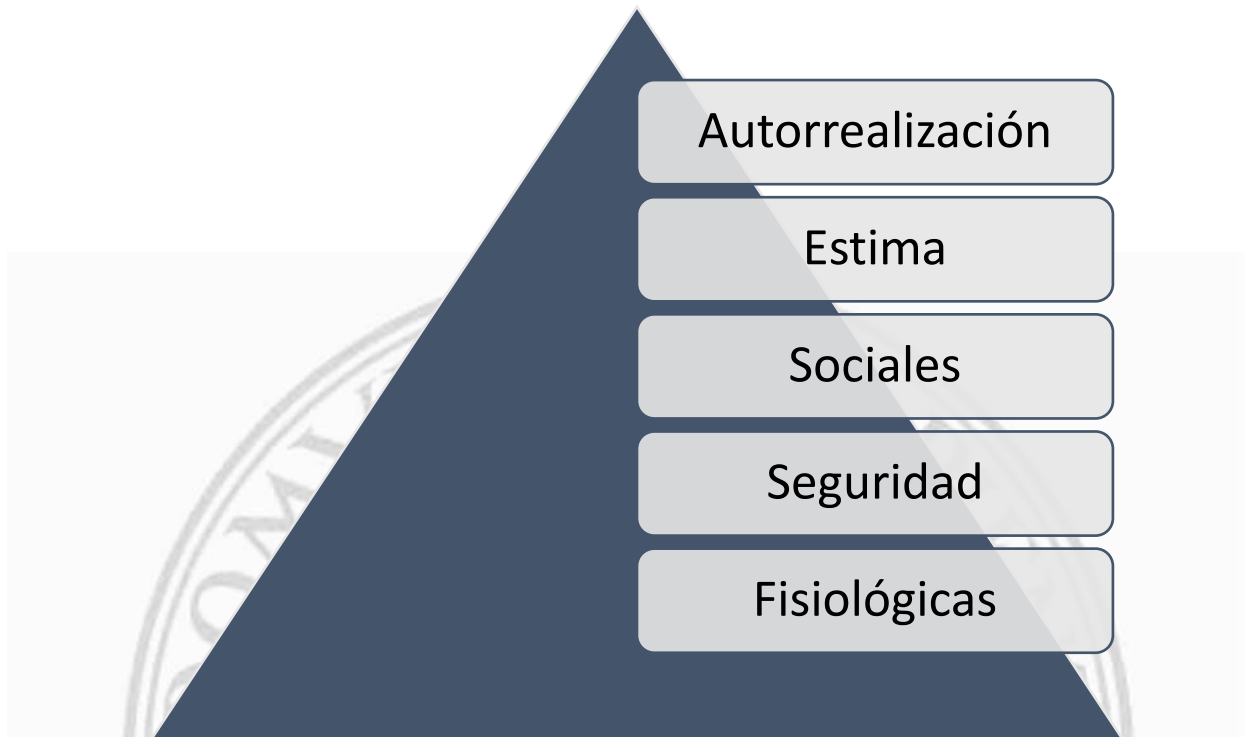 Autorrealización
Estima
Sociales
Seguridad
Fisiológicas